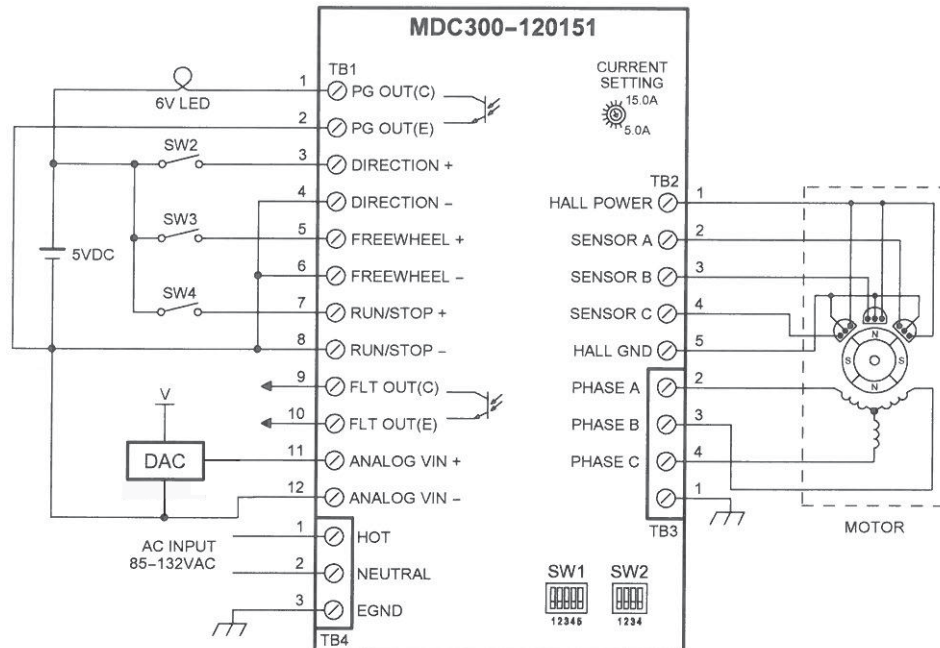 MDC300-120151
TB1
CURRENT
SETTING
15.0A
5.0A
6V LED
1 PG OUT(C)
2 PG OUT(E)
SW2
3 DIRECTION +
4 DIRECTION -
SW3
5 FREEWHEEL +
5VDC
6 FREEWHEEL -
SW4
7 RUN/STOP +
8 RUN/STOP -
9 FLT OUT(C)
10 FLT OUT(E)
V
DAC
11 ANALOG VIN +
12 ANALOG VIN -
AC INPUT
85-132VAC
1 HOT
2 NEUTRAL
3 EGND
TB4
TB2
HALL POWER 1
SENSOR A 2
SENSOR B 3
SENSOR C 4
HALL GND 5
PHASE A 2
PHASE B 3
PHASE C 4
1
TB3
N
S S
N
MOTOR
SW1 SW2
12345 1234